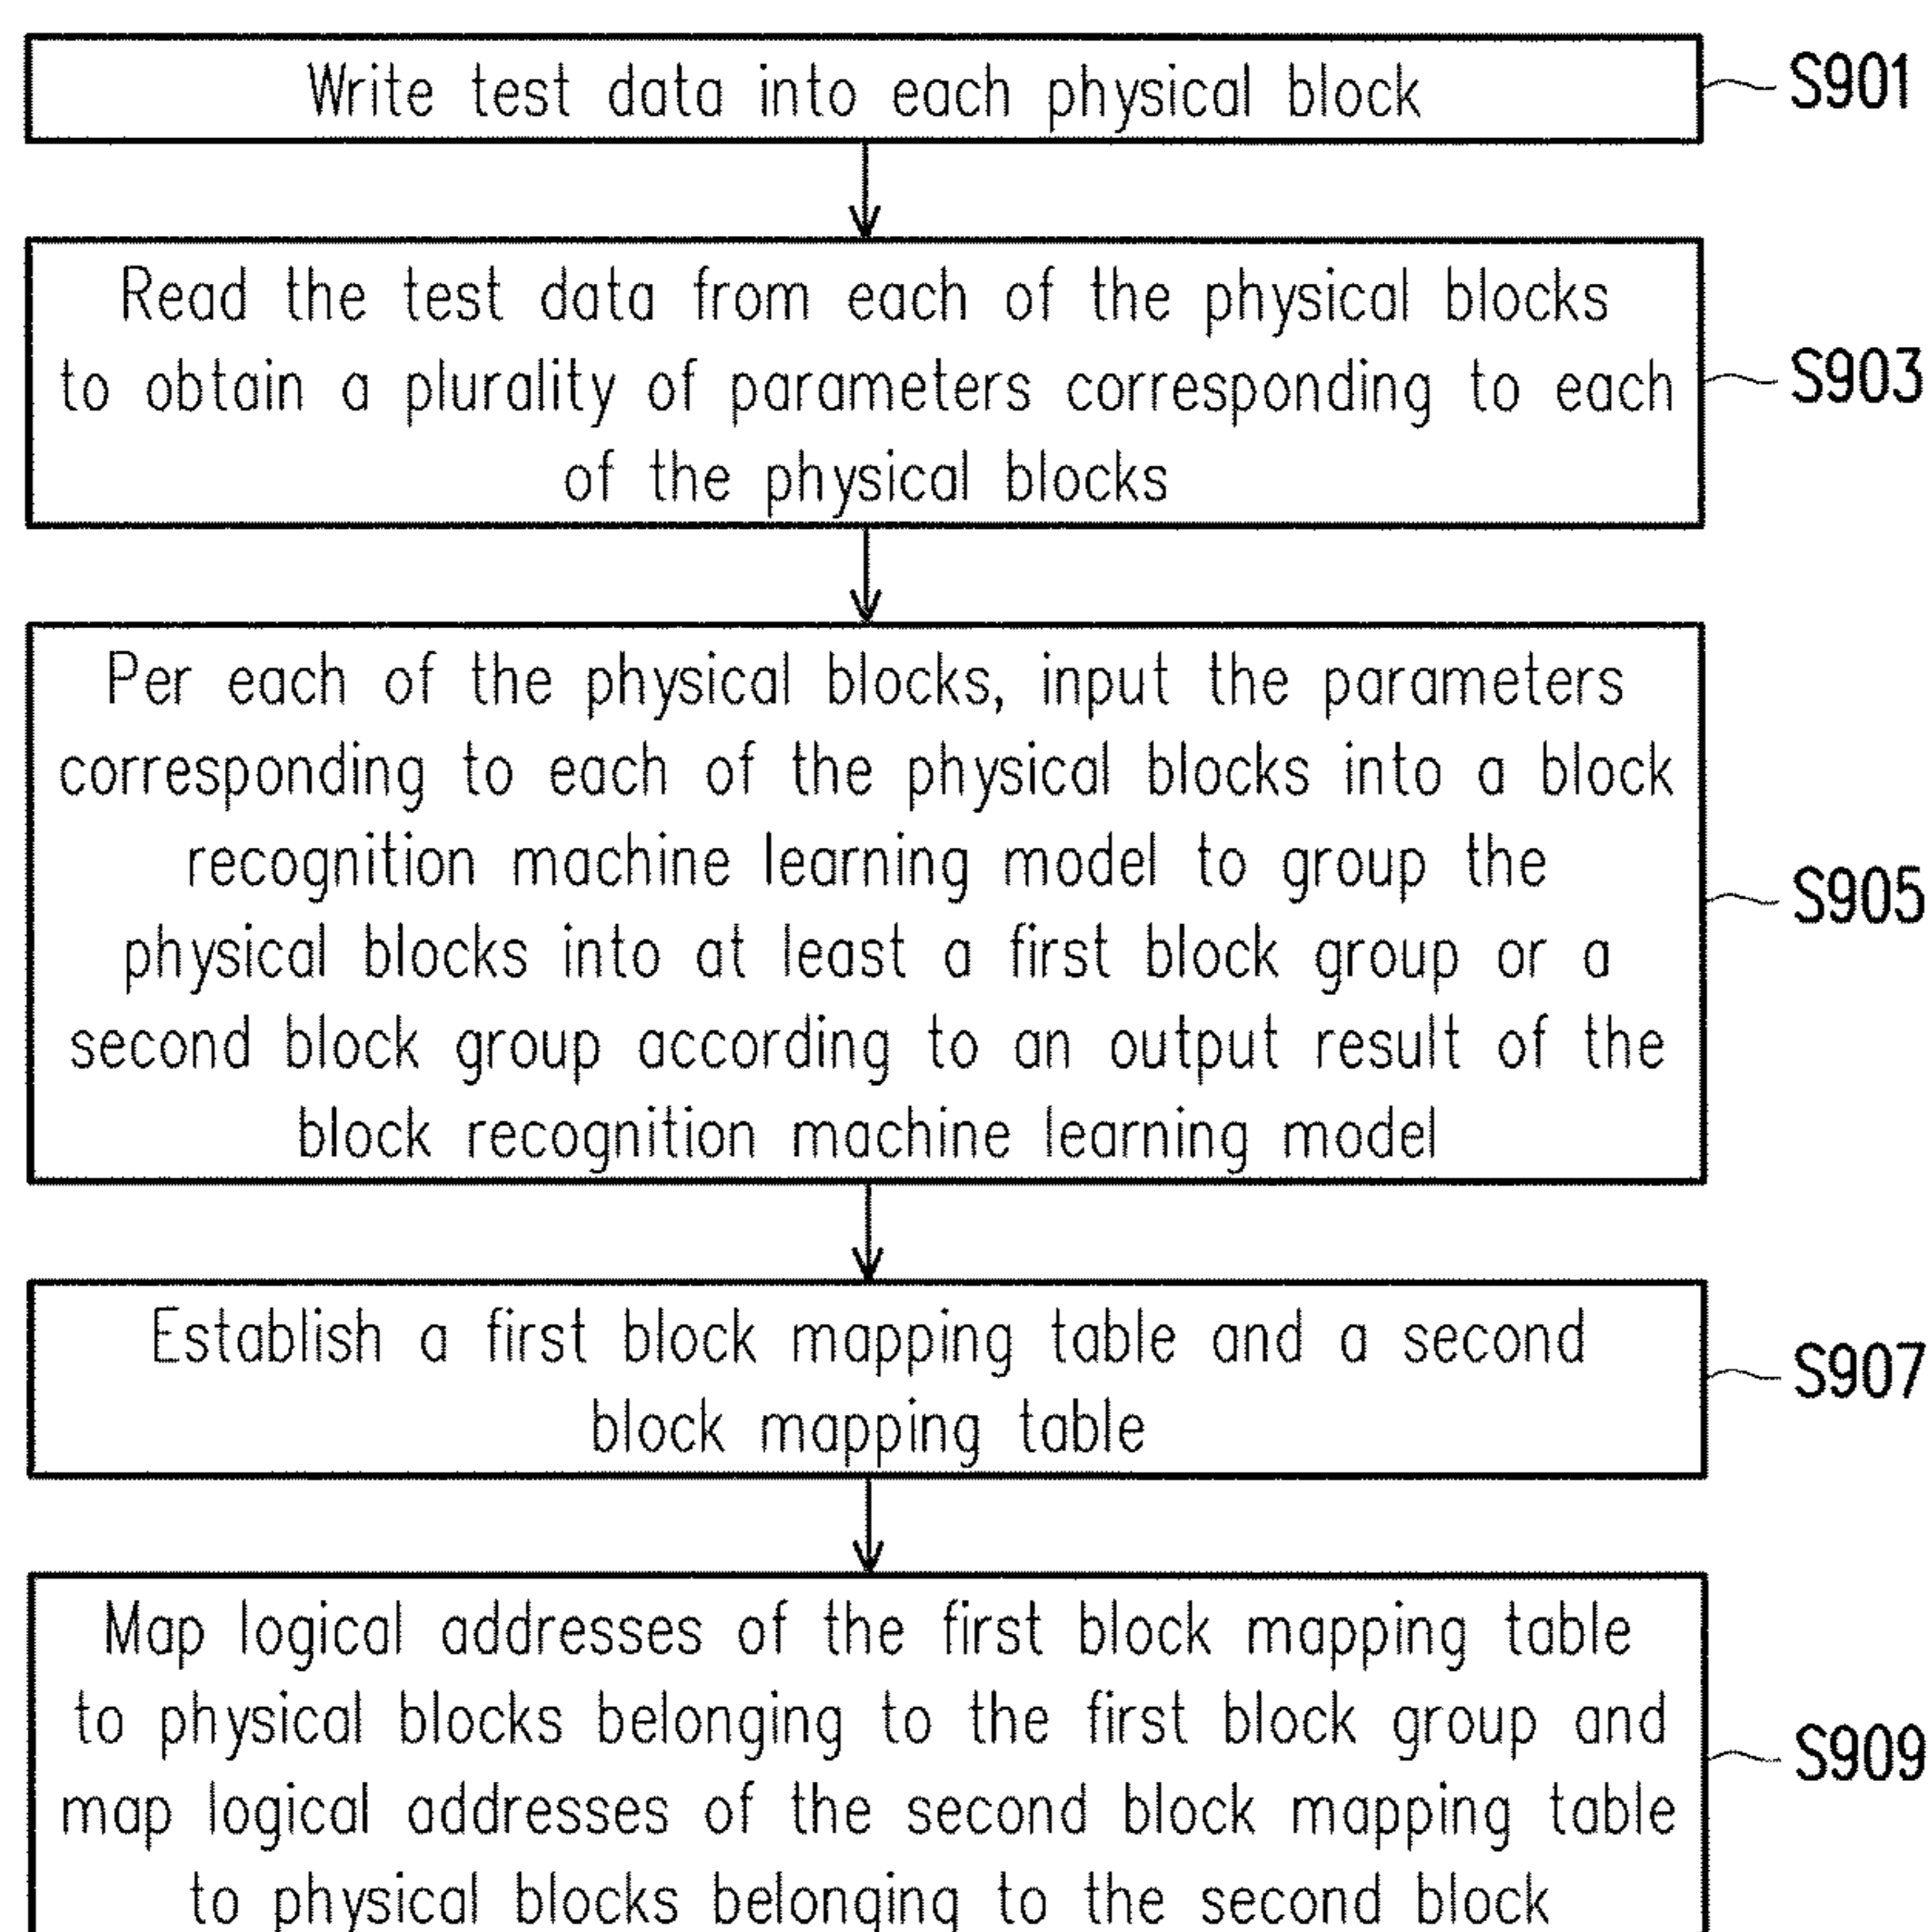 Write test data into each physical block
S901
Read the test data from each of the physical blocks
to obtain a plurality of parameters corresponding to each
of the physical blocks
S903
Per each of the physical blocks, input the parameters
corresponding to each of the physical blocks into a block
recognition machine learning model to group the
physical blocks into at least a first block group or a
second block group according to an output result of the
block recognition machine learning model
S905
Establish a first block mapping table and a second
block mapping table
S907
Map logical addresses of the first block mapping table
to physical blocks belonging to the first block group and
map logical addresses of the second block mapping table
to physical blocks belonging to the second block
S909